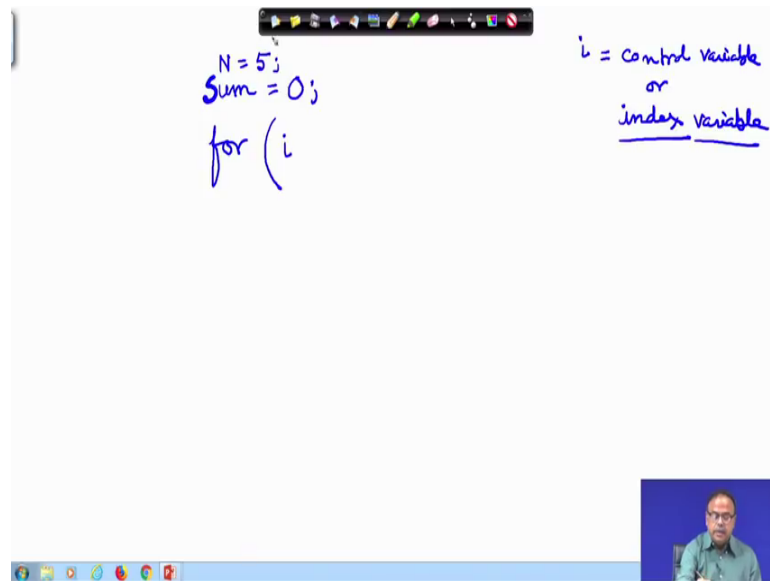 N = 5;
Sum = 0;
for ( i
i = control variable
or
index variable